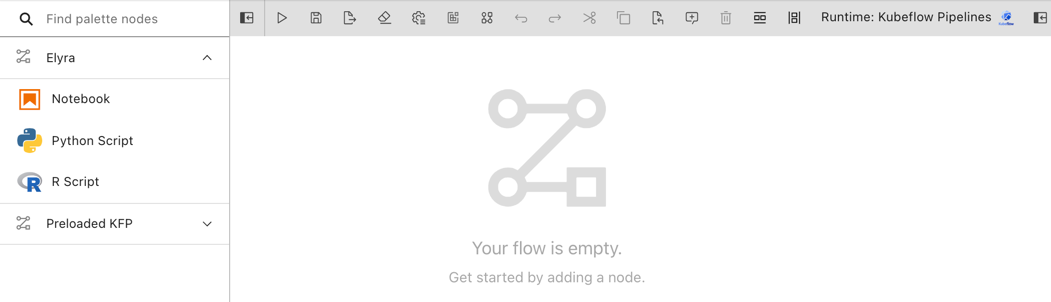 Find palette nodes
Runtime: Kubeflow Pipelines
Kubeflow
Elyra
Notebook
Python Script
R Script
Preloaded KFP
Your flow is empty.
Get started by adding a node.